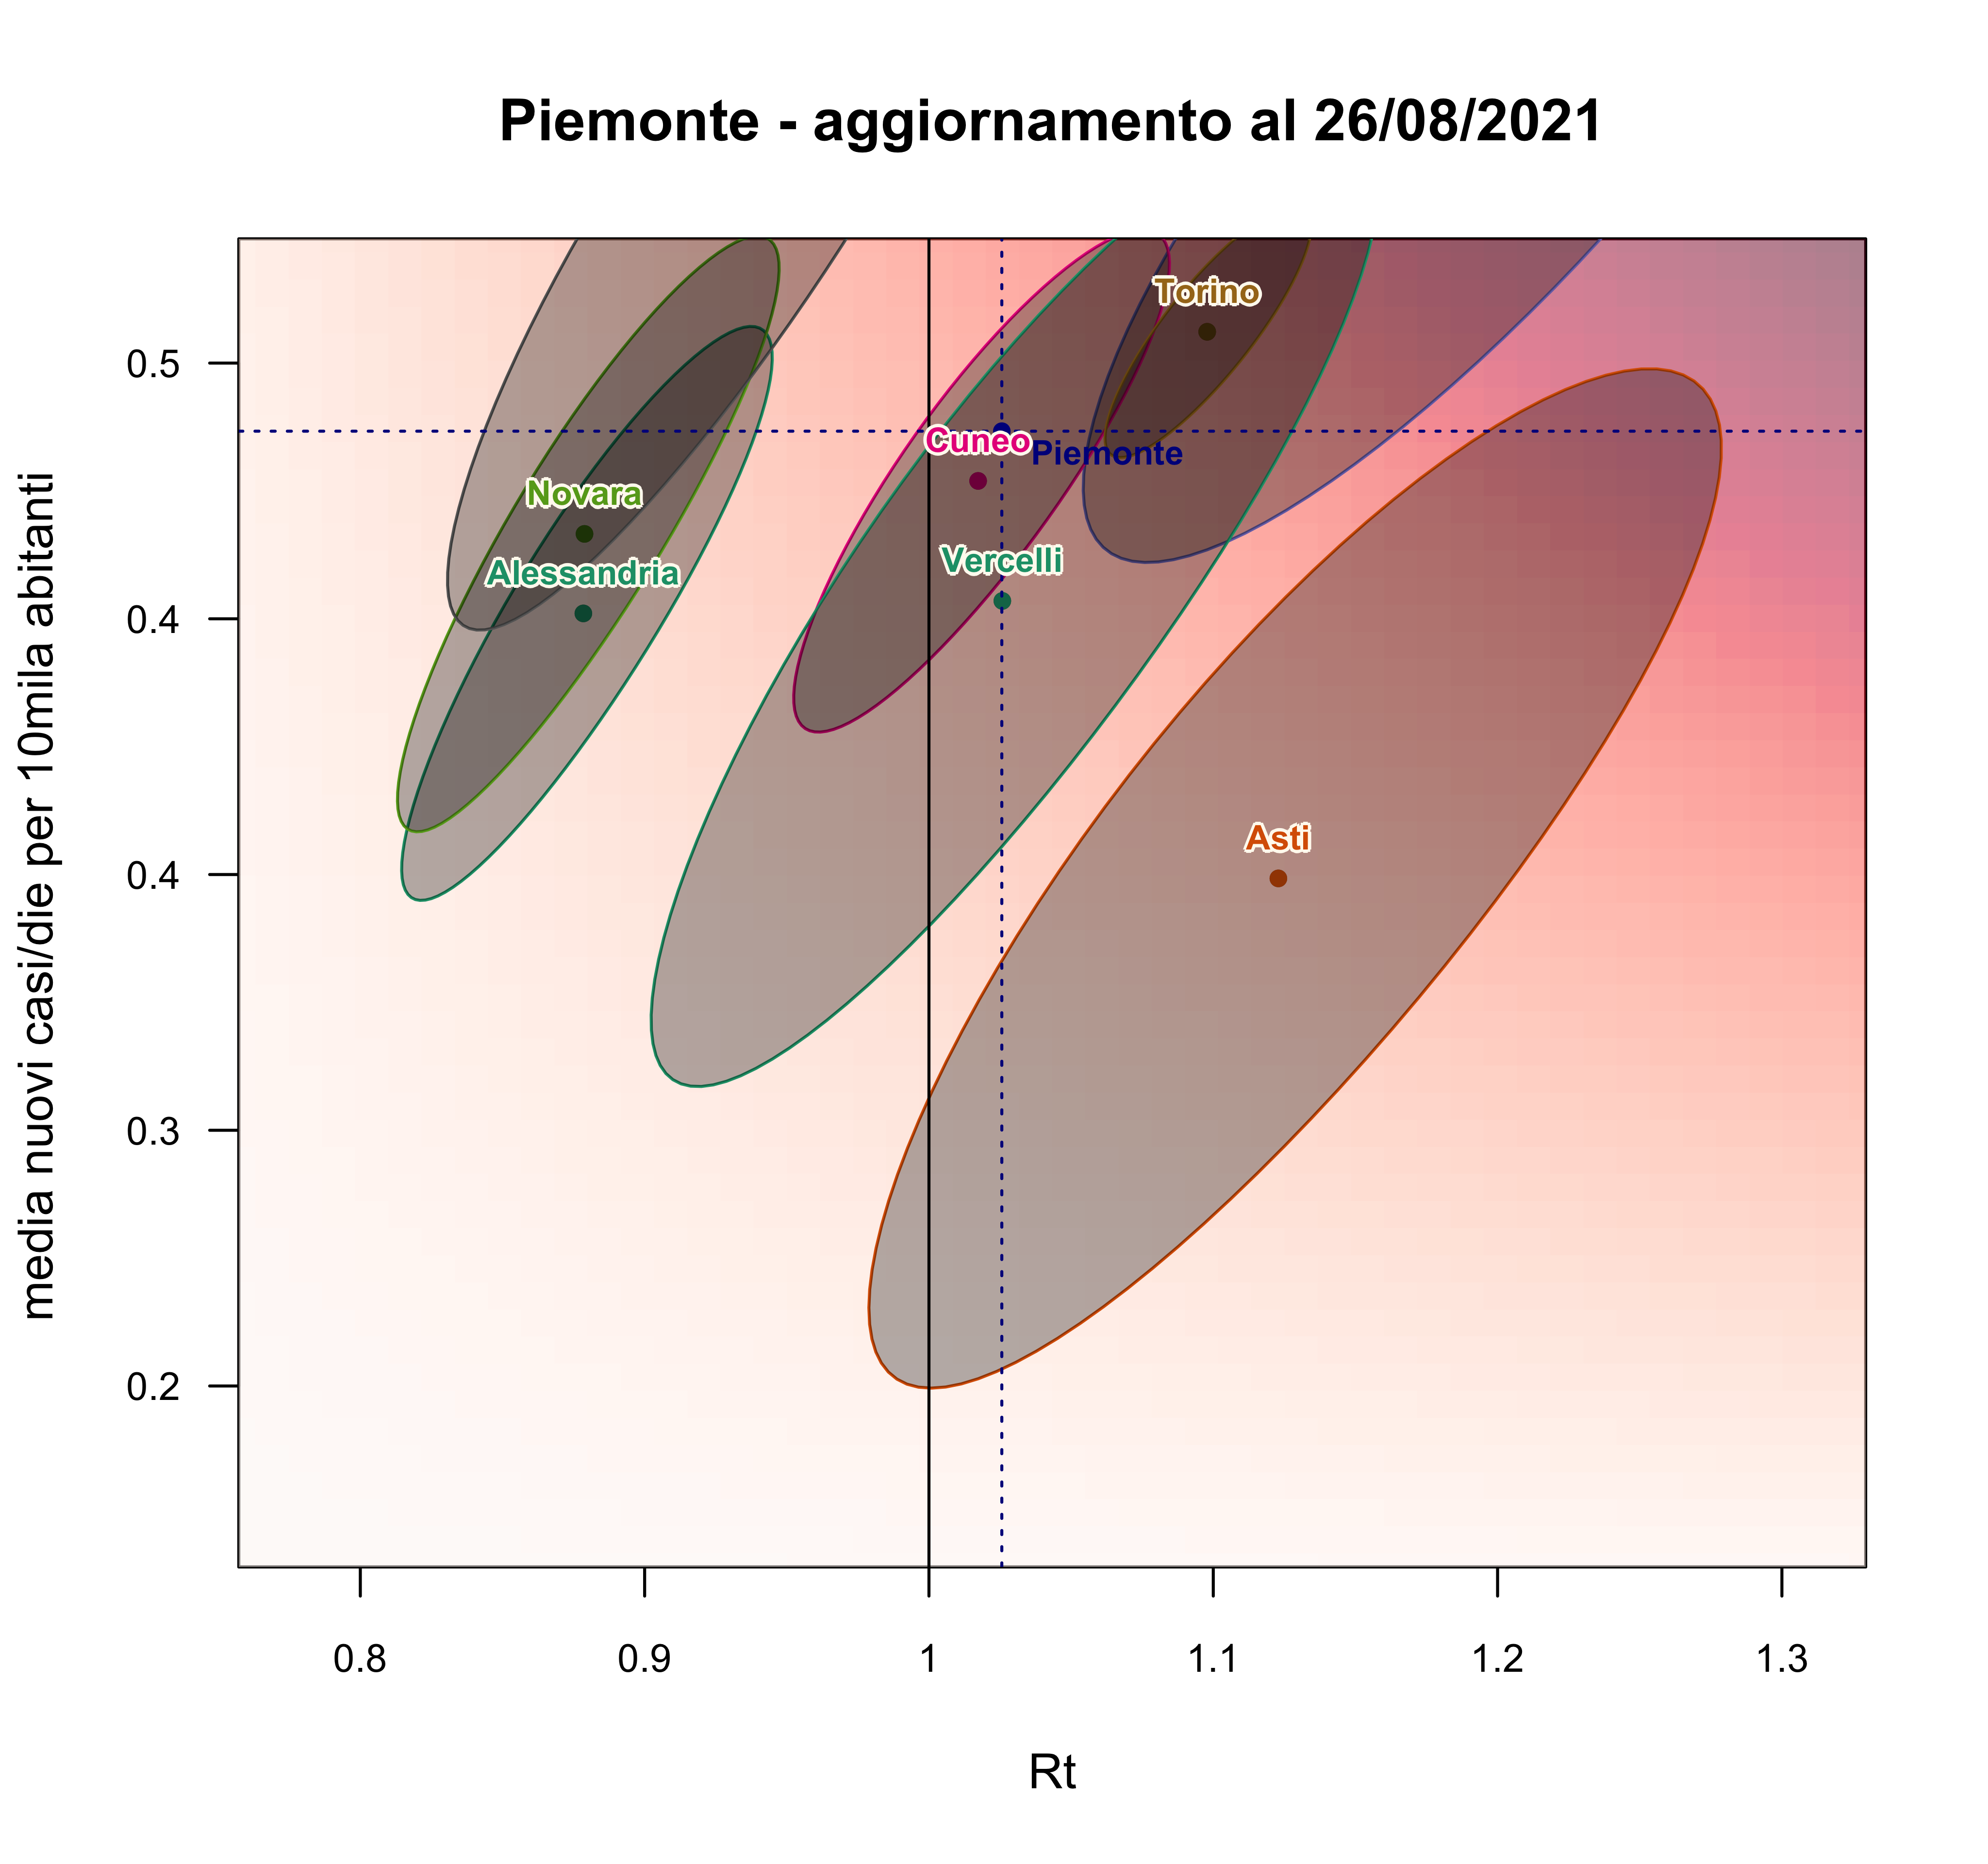 Piemonte - aggiornamento al 26/08/2021
media nuovi casi/die per 10mila abitanti
0.5
0.4
0.4
0.3
0.2
Torino
Cuneo
Piemonte
Novara
Vercelli
Alessandria
Asti
0.8
0.9
1
1.1
1.2
1.3
Rt